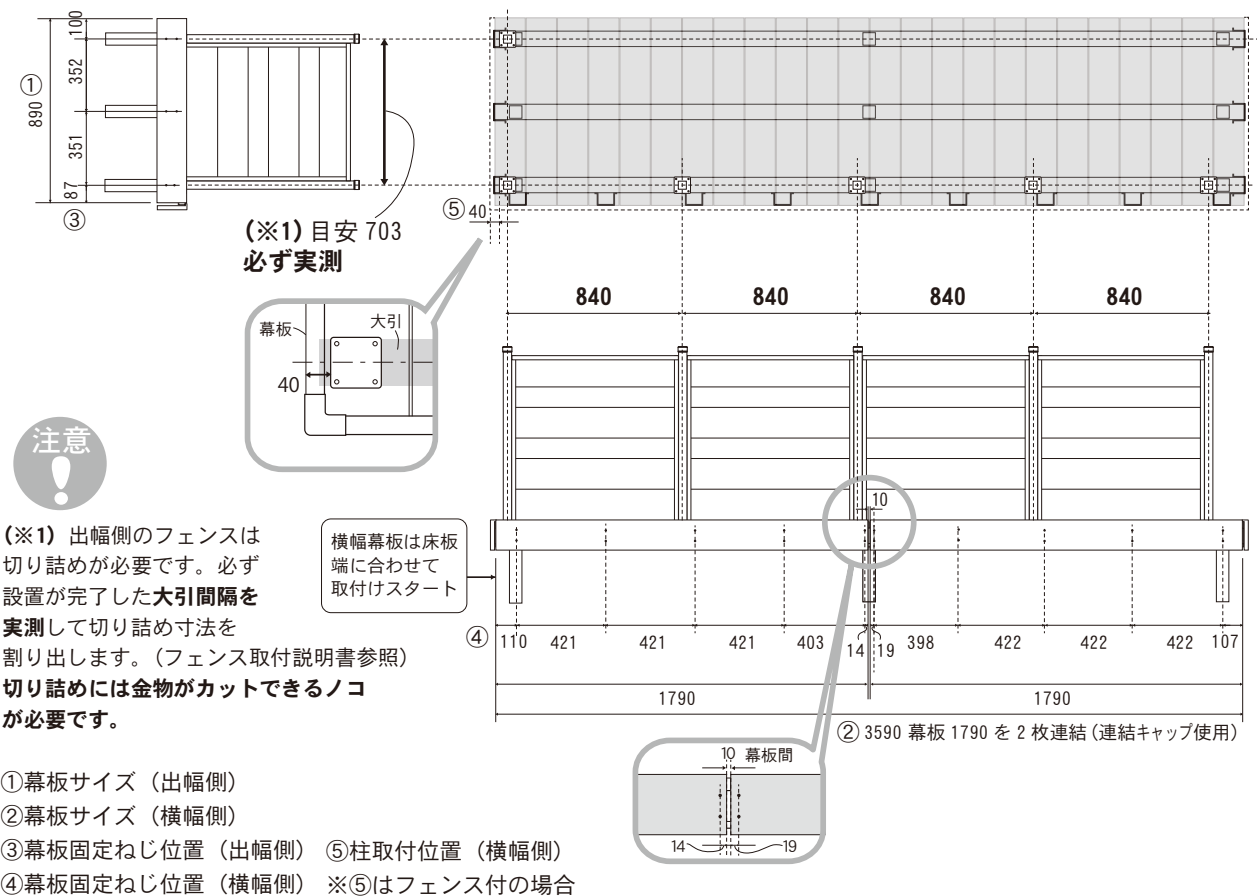 100
352
① 890
351
87
③
(※1) 目安 703
必ず実測
⑤ 40
840 840 840 840
幕板
大引
40
注意
(※1) 出幅側のフェンスは
切り詰めが必要です。必ず
設置が完了した大引間隔を
実測して切り詰め寸法を
割り出します。(フェンス取付説明書参照)
切り詰めには金物がカットできるノコ
が必要です。
横幅幕板は床板
端に合わせて
取付けスタート
10
④ 110 421 421 421 403 14 19 398 422 422 422 107
1790 1790
② 3590 幕板 1790 を 2 枚連結 (連結キャップ使用)
10 幕板間
14 19
①幕板サイズ (出幅側)
②幕板サイズ (横幅側)
③幕板固定ねじ位置 (出幅側) ⑤柱取付位置 (横幅側)
④幕板固定ねじ位置 (横幅側) ※⑤はフェンス付の場合